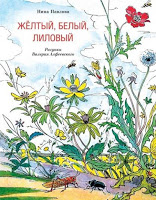 Нина Павлова
ЖЁЛТЫЙ, БЕЛЫЙ,
ЛИЛОВЫЙ
Рисунки
Валерия Алфеевского